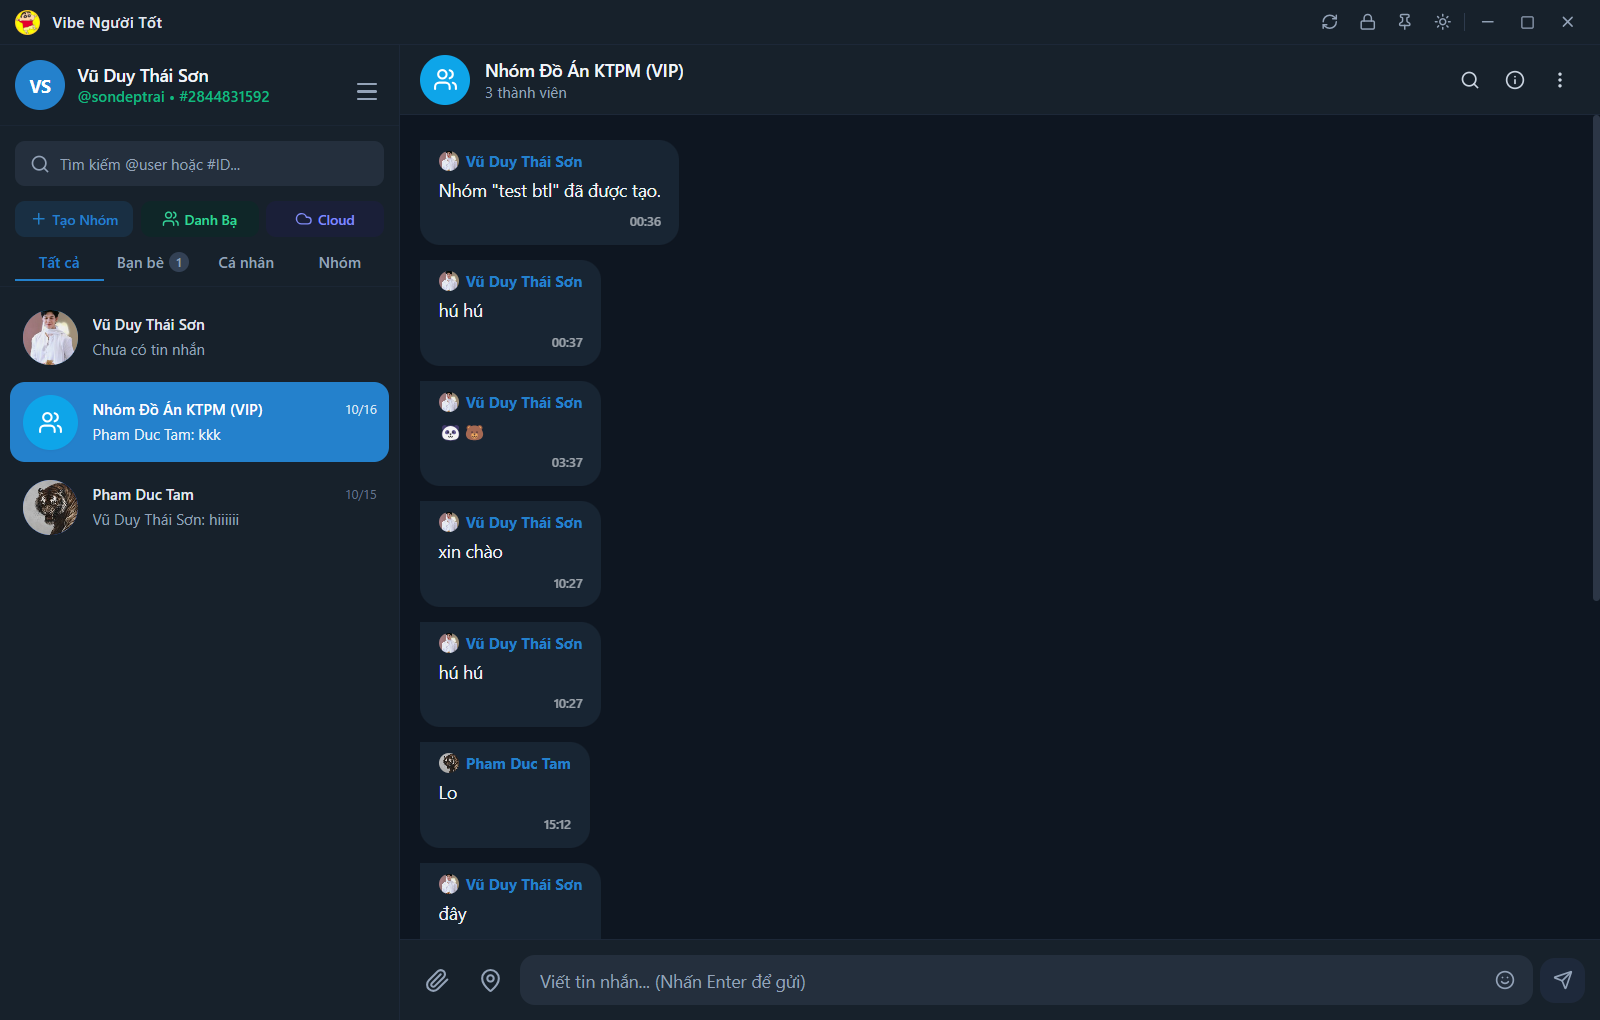 Vibe Người Tốt
VS
Vũ Duy Thái Sơn
@sondeptrai • #2844831592
Tìm kiếm @user hoặc #ID...
Tạo Nhóm
Danh Bạ
Cloud
Tất cả
Bạn bè 1
Cá nhân
Nhóm
Vũ Duy Thái Sơn
Chưa có tin nhắn
Nhóm Đồ Án KTPM (VIP) 10/16
Pham Duc Tam: kkk
Pham Duc Tam 10/15
Vũ Duy Thái Sơn: hiiiiii
Nhóm Đồ Án KTPM (VIP)
3 thành viên
Vũ Duy Thái Sơn
Nhóm "test btl" đã được tạo.
00:36
Vũ Duy Thái Sơn
hú hú
00:37
Vũ Duy Thái Sơn
🐼 🐻
03:37
Vũ Duy Thái Sơn
xin chào
10:27
Vũ Duy Thái Sơn
hú hú
10:27
Pham Duc Tam
Lo
15:12
Vũ Duy Thái Sơn
đây
Viết tin nhắn... (Nhấn Enter để gửi)